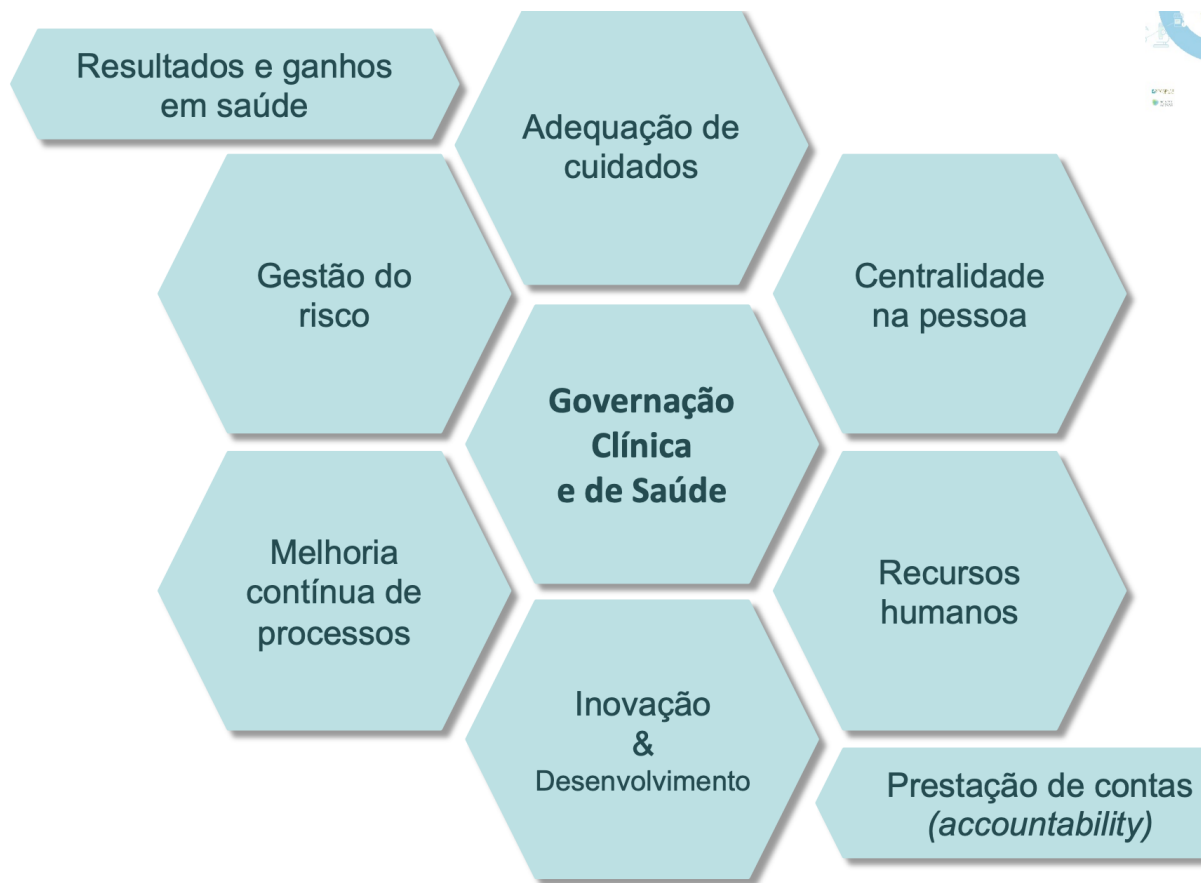 Resultados e ganhos
em saúde
Adequação de
cuidados
Gestão do
risco
Centralidade
na pessoa
Governação
Clínica
e de Saúde
Melhoria
contínua de
processos
Recursos
humanos
Inovação
&
Desenvolvimento
Prestação de contas
(accountability)